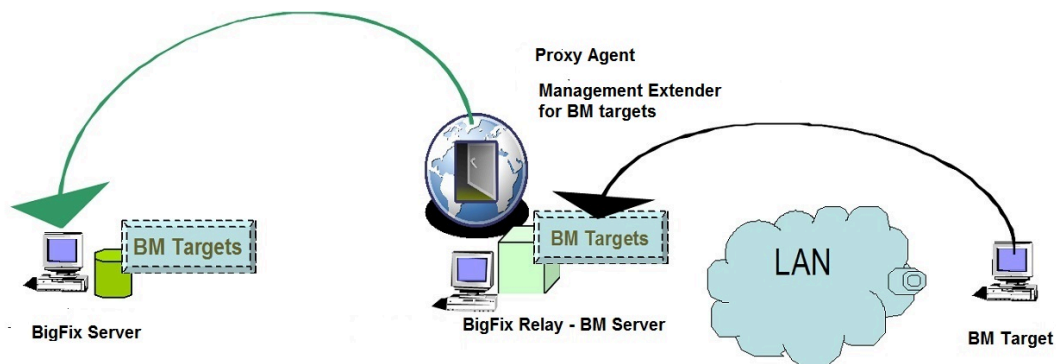 Proxy Agent
Management Extender
for BM targets
BM Targets
BM Targets
LAN
BigFix Server
BigFix Relay - BM Server
BM Target